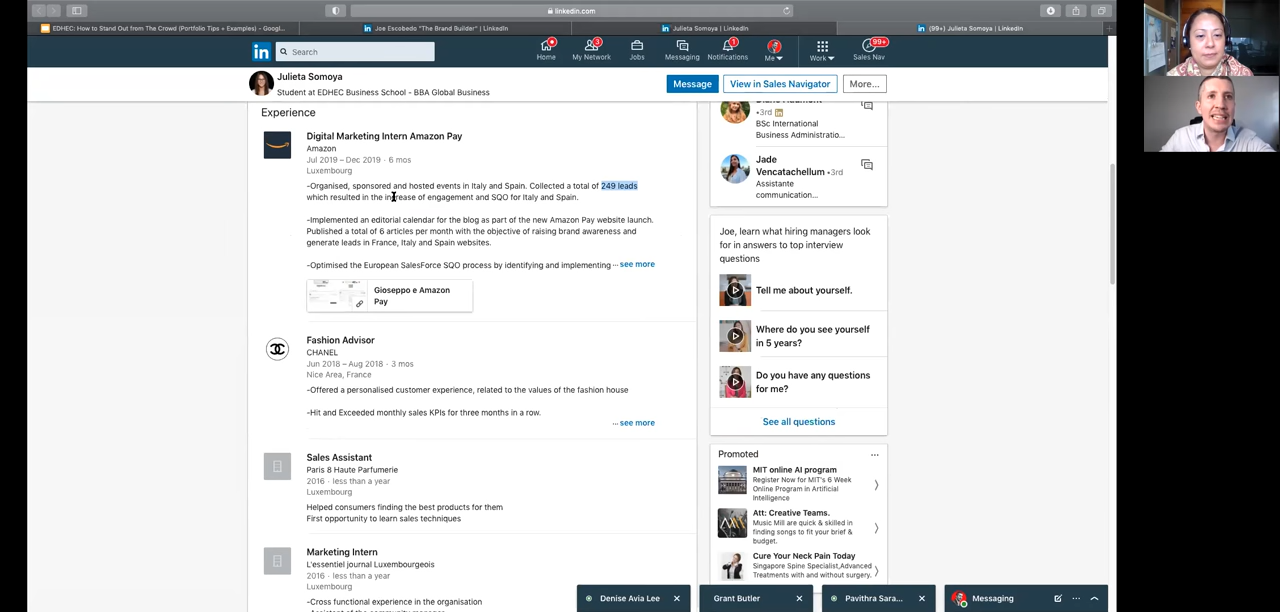 linkedin.com
EDHEC: How to Stand Out from The Crowd (Portfolio Tips + Examples) - Googl...
Joe Escobedo "The Brand Builder" | LinkedIn
Julieta Somoya | LinkedIn
(99+) Julieta Somoya | LinkedIn
in
Search
Home
3
My Network
Jobs
Messaging
1
Notifications
Me
Work
99+
Sales Nav
Julieta Somoya
Student at EDHEC Business School - BBA Global Business
Message
View in Sales Navigator
More...
Experience
Digital Marketing Intern Amazon Pay
Amazon
Jul 2019 – Dec 2019 · 6 mos
Luxembourg
-Organised, sponsored and hosted events in Italy and Spain. Collected a total of 249 leads
which resulted in the increase of engagement and SQO for Italy and Spain.
-Implemented an editorial calendar for the blog as part of the new Amazon Pay website launch.
Published a total of 6 articles per month with the objective of raising brand awareness and
generate leads in France, Italy and Spain websites.
-Optimised the European SalesForce SQO process by identifying and implementing ...see more
Gioseppo e Amazon
Pay
Fashion Advisor
CHANEL
Jun 2018 – Aug 2018 · 3 mos
Nice Area, France
-Offered a personalised customer experience, related to the values of the fashion house
-Hit and Exceeded monthly sales KPIs for three months in a row.
...see more
Sales Assistant
Paris 8 Haute Parfumerie
2016 · less than a year
Luxembourg
Helped consumers finding the best products for them
First opportunity to learn sales techniques
Marketing Intern
L'essentiel journal Luxembourgeois
2016 · less than a year
Luxembourg
-Cross functional experience in the organisation
•3rd
BSc International
Business Administratio...
Jade
Vencatachellum •3rd
Assistante
communication...
Joe, learn what hiring managers look
for in answers to top interview
questions
Tell me about yourself.
Where do you see yourself
in 5 years?
Do you have any questions
for me?
See all questions
Promoted
...
MIT online AI program
Register Now for MIT's 6 Week
Online Program in Artificial
Intelligence
Att: Creative Teams.
Music Mill are quick & skilled in
finding songs to fit your brief &
budget.
Cure Your Neck Pain Today
Singapore Spine Specialist,Advanced
Treatments with and without surgery.
Denise Avia Lee
Grant Butler
Pavithra Sara...
Messaging